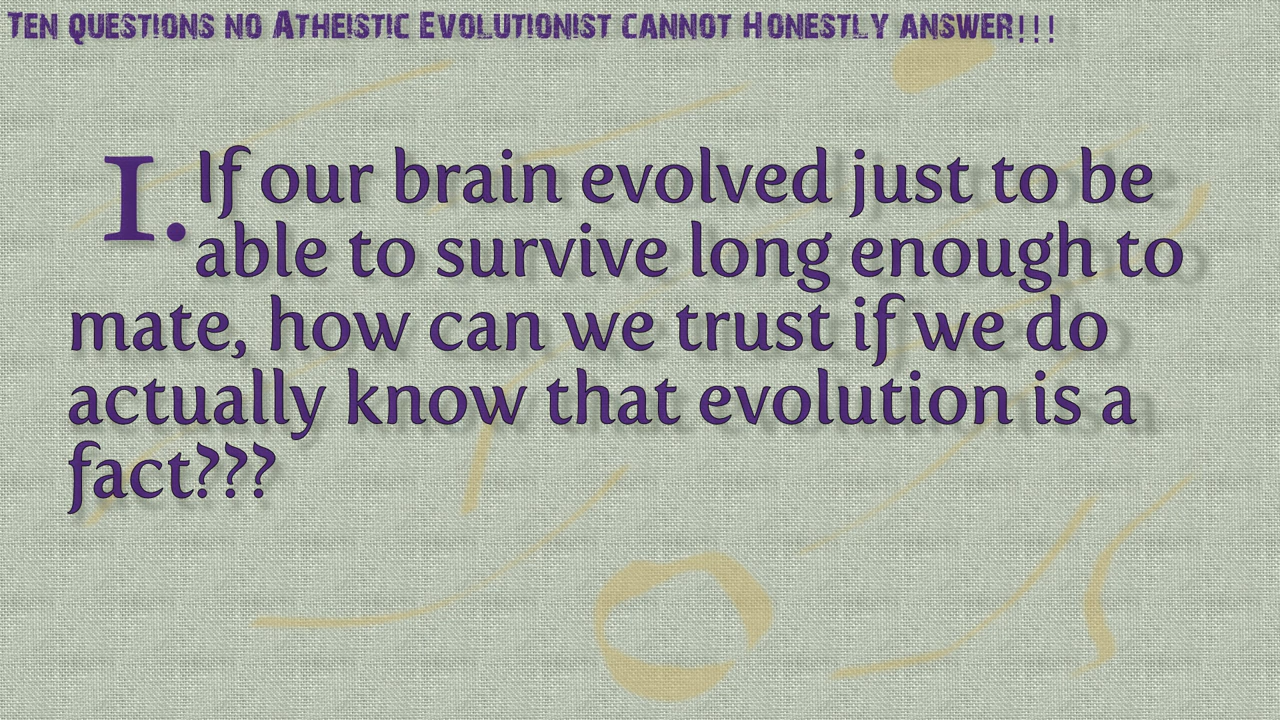 Ten questions no Atheistic Evolutionist cannot Honestly answer!!!
I. If our brain evolved just to be
able to survive long enough to
mate, how can we trust if we do
actually know that evolution is a
fact???